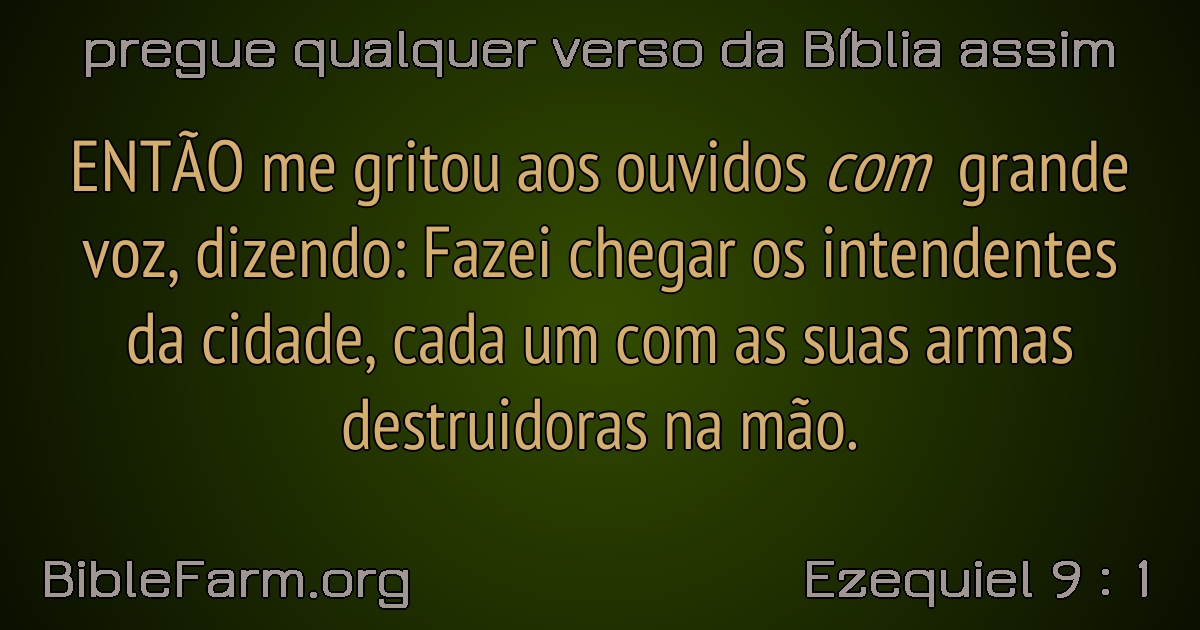 pregue qualquer verso da Bíblia assim
ENTÃO me gritou aos ouvidos com grande
voz, dizendo: Fazei chegar os intendentes
da cidade, cada um com as suas armas
destruidoras na mão.
BibleFarm.org
Ezequiel 9 : 1